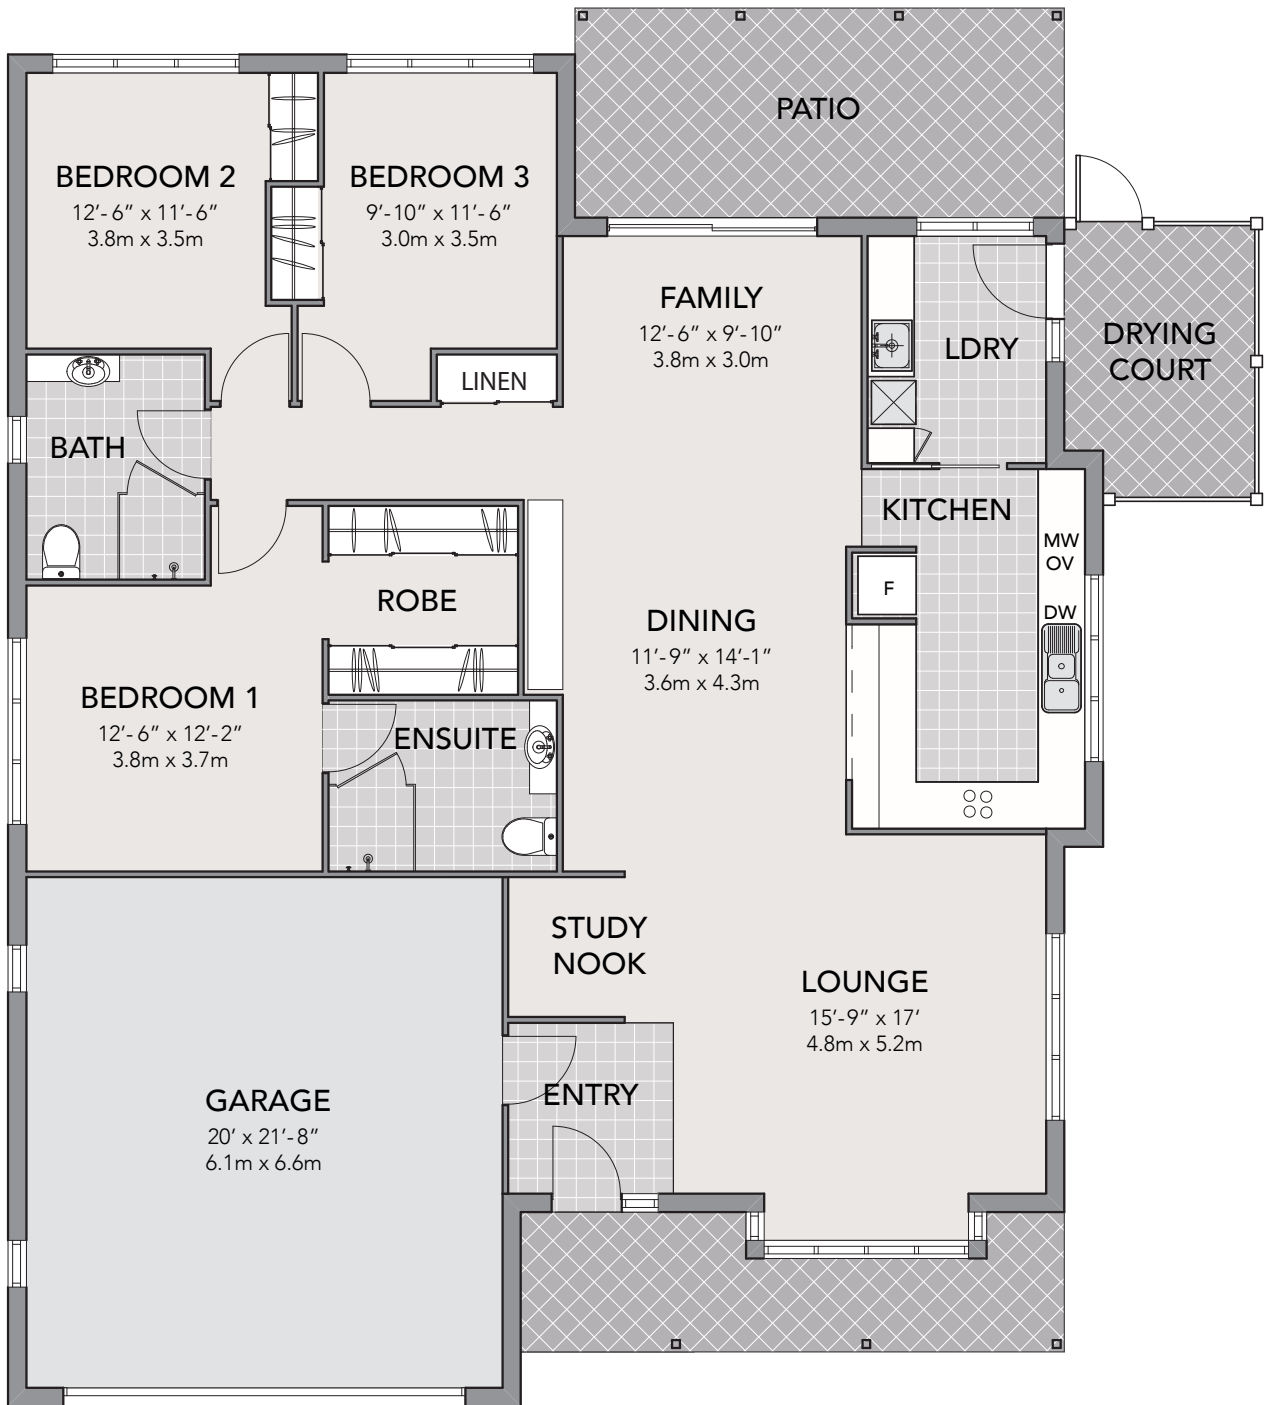 PATIO
BEDROOM 2
12'-6" x 11'-6"
3.8m x 3.5m
BEDROOM 3
9'-10" x 11'-6"
3.0m x 3.5m
FAMILY
12'-6" x 9'-10"
3.8m x 3.0m
LDRY
DRYING
COURT
LINEN
BATH
KITCHEN
MW
OV
F
DW
ROBE
DINING
11'-9" x 14'-1"
3.6m x 4.3m
BEDROOM 1
12'-6" x 12'-2"
3.8m x 3.7m
ENSUITE
STUDY
NOOK
LOUNGE
15'-9" x 17'
4.8m x 5.2m
ENTRY
GARAGE
20' x 21'-8"
6.1m x 6.6m